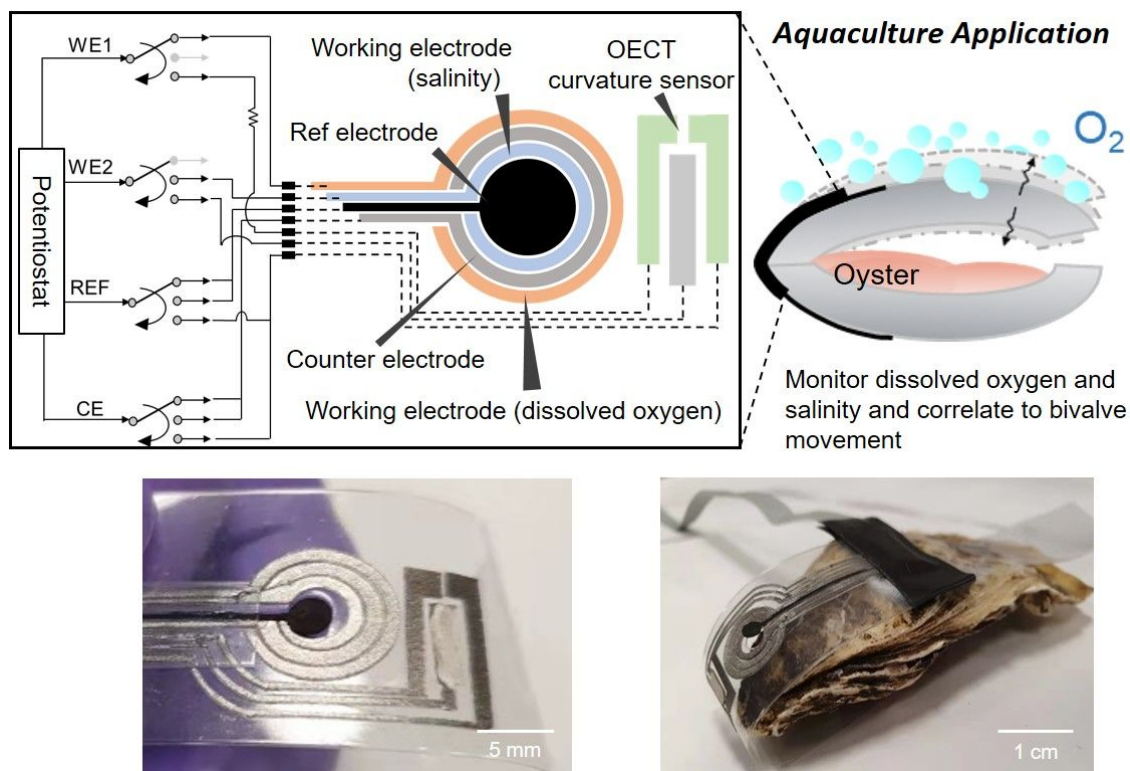 WE1
WE2
REF
CE
Potentiostat
Working electrode
(salinity)
Ref electrode
OECT
curvature sensor
Counter electrode
Working electrode (dissolved oxygen)
Aquaculture Application
O2
Oyster
Monitor dissolved oxygen and
salinity and correlate to bivalve
movement
5 mm
1 cm